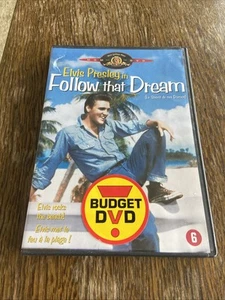 Elvis Presley in
Follow that Dream
BUDGET
DVD
Elvis rocks
the beach!
Elvis met le
feu à la plage!
6